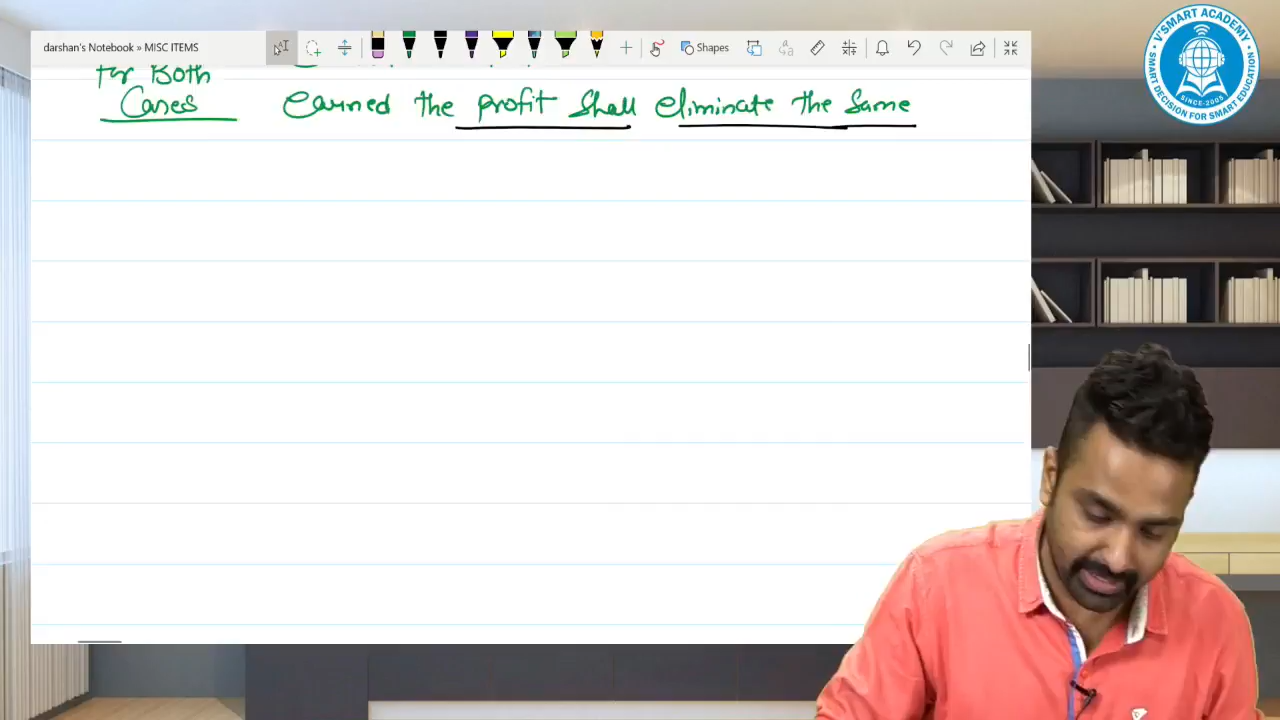 darshan's Notebook » MISC ITEMS
Shapes
for Both
Cases earned the profit shall eliminate the same
V'SMART ACADEMY
SINCE-2005
SMART DECISION FOR SMART EDUCATION